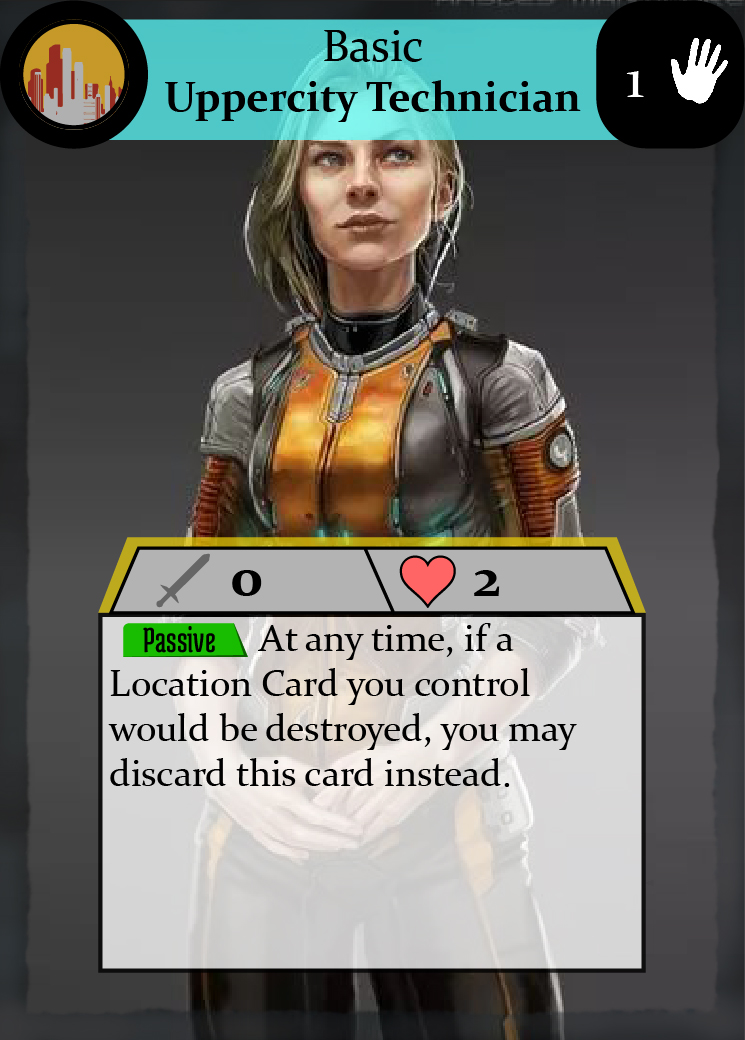 Basic
Uppercity Technician
1
0
2
Passive At any time, if a
Location Card you control
would be destroyed, you may
discard this card instead.